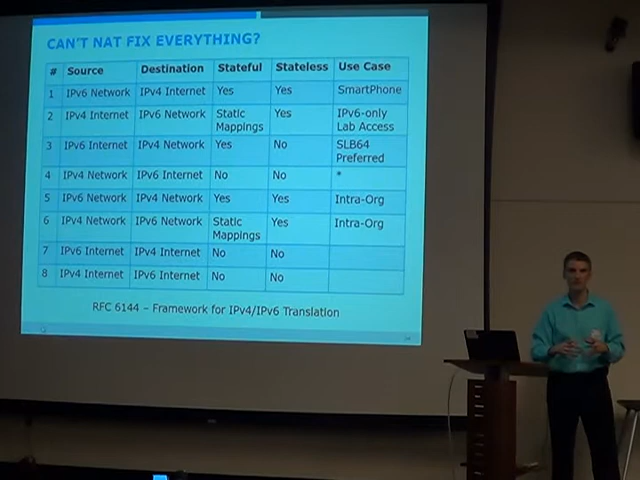 CAN'T NAT FIX EVERYTHING?
# Source Destination Stateful Stateless Use Case
1 IPv6 Network IPv4 Internet Yes Yes SmartPhone
2 IPv4 Internet IPv6 Network Static Mappings Yes IPv6-only Lab Access
3 IPv6 Internet IPv4 Network Yes No SLB64 Preferred
4 IPv4 Network IPv6 Internet No No *
5 IPv6 Network IPv4 Network Yes Yes Intra-Org
6 IPv4 Network IPv6 Network Static Mappings Yes Intra-Org
7 IPv6 Internet IPv4 Internet No No
8 IPv4 Internet IPv6 Internet No No
RFC 6144 – Framework for IPv4/IPv6 Translation